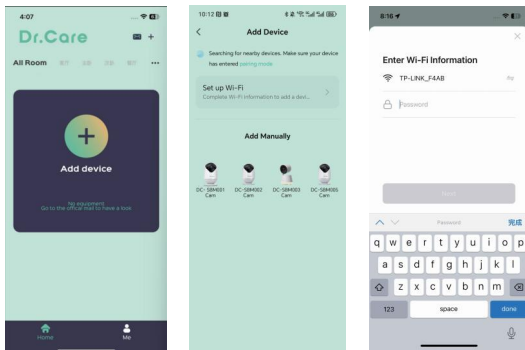 4:07
Dr.Care
All Room
Add device
No equipment
Go to the offical mall to have a look
Home
Me
10:12
Add Device
Searching for nearby devices. Make sure your device
has entered pairing mode
Set up Wi-Fi
Complete Wi-Fi information to add a devi...
Add Manually
DC-SBM001 DC-SBM002 DC-SBM003 DC-SBM005
Cam Cam Cam Cam
8:16
Enter Wi-Fi Information
TP-LINK_F4AB
Password
Password 完成
q w e r t y u i o p
a s d f g h j k l
z x c v b n m
123 space done